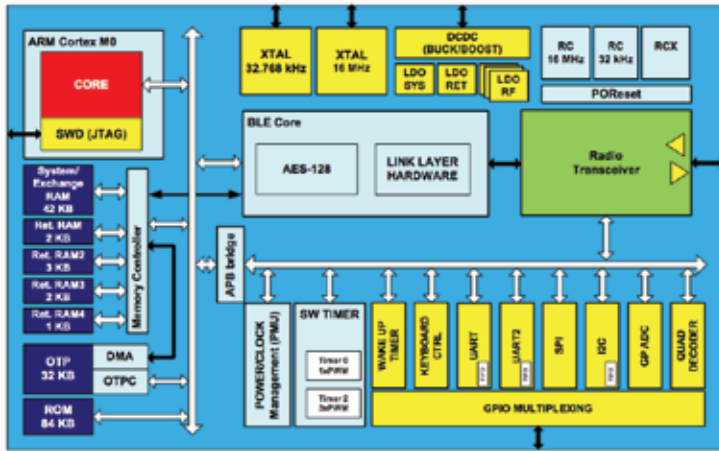 ARM Cortex M0
CORE
SWD (JTAG)
XTAL
32.768 kHz
XTAL
16 MHz
DCDC
(BUCK/BOOST)
LDO
SYS
LDO
RET
LDO
RF
RC
16 MHz
RC
32 kHz
RCX
POReset
BLE Core
AES-128
LINK LAYER
HARDWARE
Radio
Transceiver
System/
Exchange
RAM
42 KB
Ret. RAM
2 KB
Ret. RAM2
3 KB
Ret. RAM3
2 KB
Ret. RAM4
1 KB
Memory Controller
OTP
32 KB
DMA
OTPC
ROM
84 KB
APB bridge
POWER/CLOCK
Management (PMU)
SW TIMER
Timer 0
1xPWM
Timer 2
3xPWM
WAKE UP
TIMER
KEYBOARD
CTRL
UART
FIFO
UART2
FIFO
SPI
I2C
FIFO
GP ADC
QUAD
DECODER
GPIO MULTIPLEXING